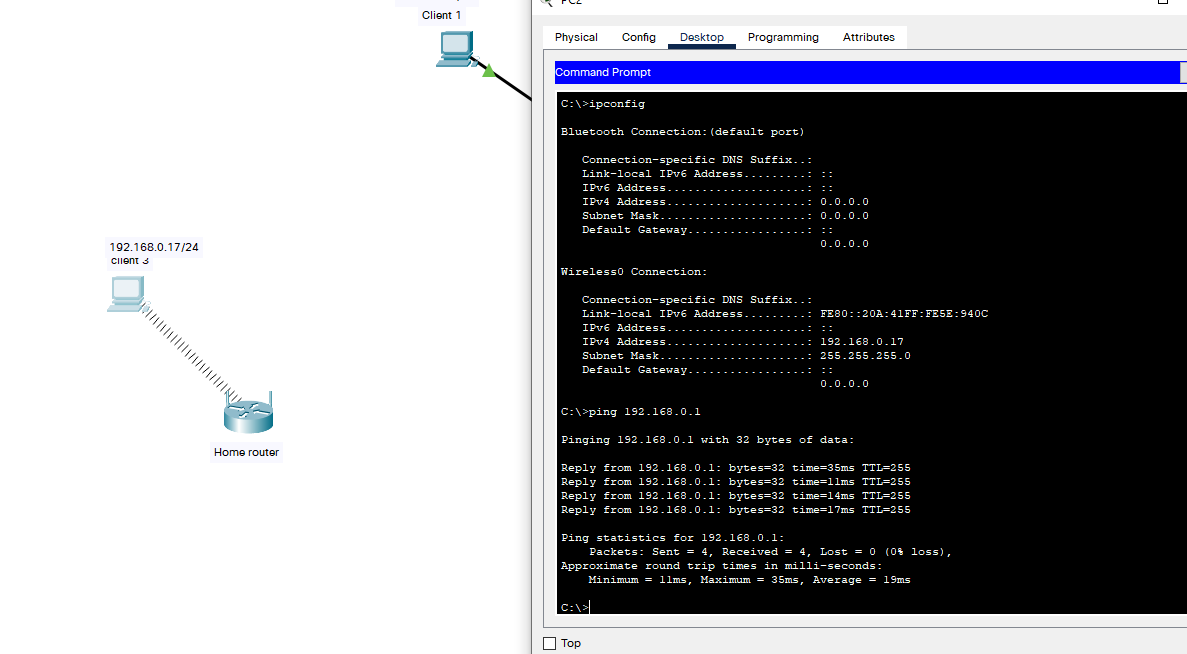 Client 1
192.168.0.17/24
client 3
Home router
PC2
Physical Config Desktop Programming Attributes
Command Prompt
C:\>ipconfig
Bluetooth Connection:(default port)
Connection-specific DNS Suffix..:
Link-local IPv6 Address.........: ::
IPv6 Address....................: ::
IPv4 Address....................: 0.0.0.0
Subnet Mask.....................: 0.0.0.0
Default Gateway.................: ::
0.0.0.0
Wireless0 Connection:
Connection-specific DNS Suffix..:
Link-local IPv6 Address.........: FE80::20A:41FF:FE5E:940C
IPv6 Address....................: ::
IPv4 Address....................: 192.168.0.17
Subnet Mask.....................: 255.255.255.0
Default Gateway.................: ::
0.0.0.0
C:\>ping 192.168.0.1
Pinging 192.168.0.1 with 32 bytes of data:
Reply from 192.168.0.1: bytes=32 time=35ms TTL=255
Reply from 192.168.0.1: bytes=32 time=11ms TTL=255
Reply from 192.168.0.1: bytes=32 time=14ms TTL=255
Reply from 192.168.0.1: bytes=32 time=17ms TTL=255
Ping statistics for 192.168.0.1:
Packets: Sent = 4, Received = 4, Lost = 0 (0% loss),
Approximate round trip times in milli-seconds:
Minimum = 11ms, Maximum = 35ms, Average = 19ms
C:\>
Top